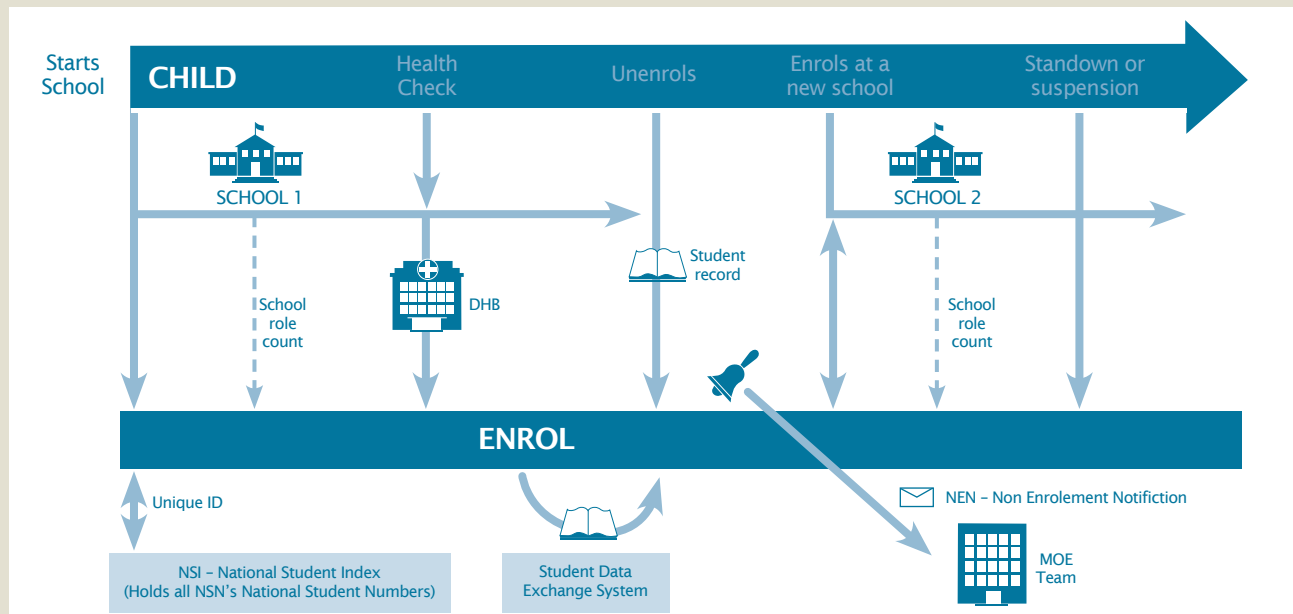 Starts
School
CHILD
Health
Check
Unenrols
Enrols at a
new school
Standown or
suspension
SCHOOL 1
SCHOOL 2
Student
record
DHB
School
role
count
School
role
count
ENROL
Unique ID
NEN – Non Enrolement Notifiction
NSI – National Student Index
(Holds all NSN's National Student Numbers)
Student Data
Exchange System
MOE
Team